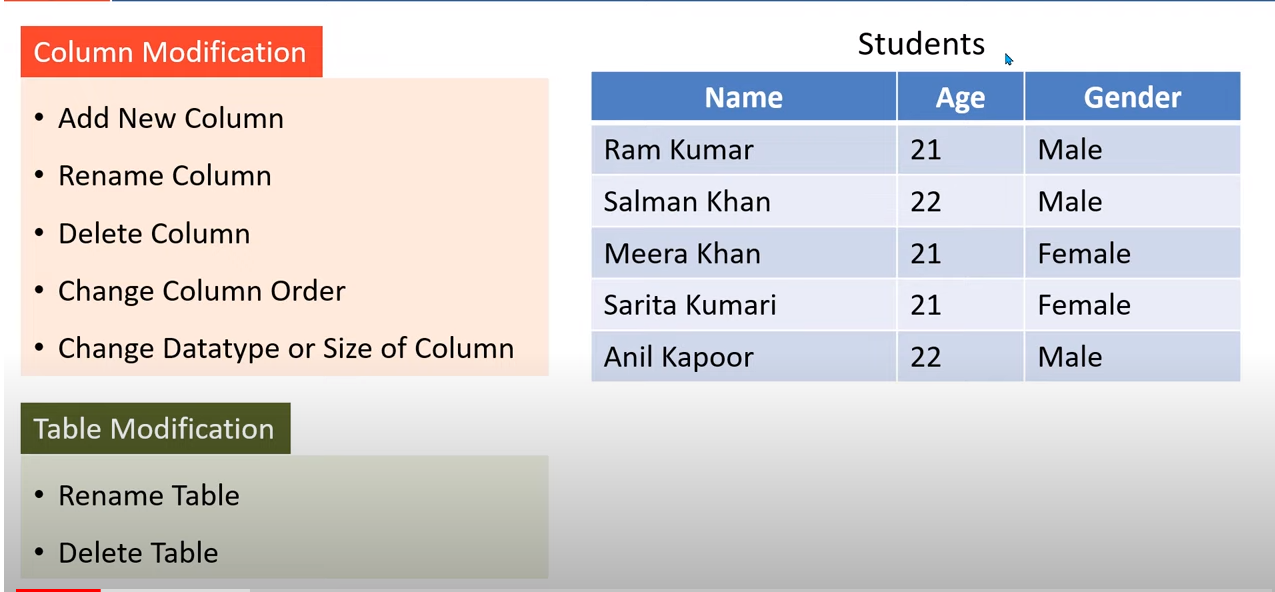 Column Modification
• Add New Column
• Rename Column
• Delete Column
• Change Column Order
• Change Datatype or Size of Column
Table Modification
• Rename Table
• Delete Table
Students
Name Age Gender
Ram Kumar 21 Male
Salman Khan 22 Male
Meera Khan 21 Female
Sarita Kumari 21 Female
Anil Kapoor 22 Male